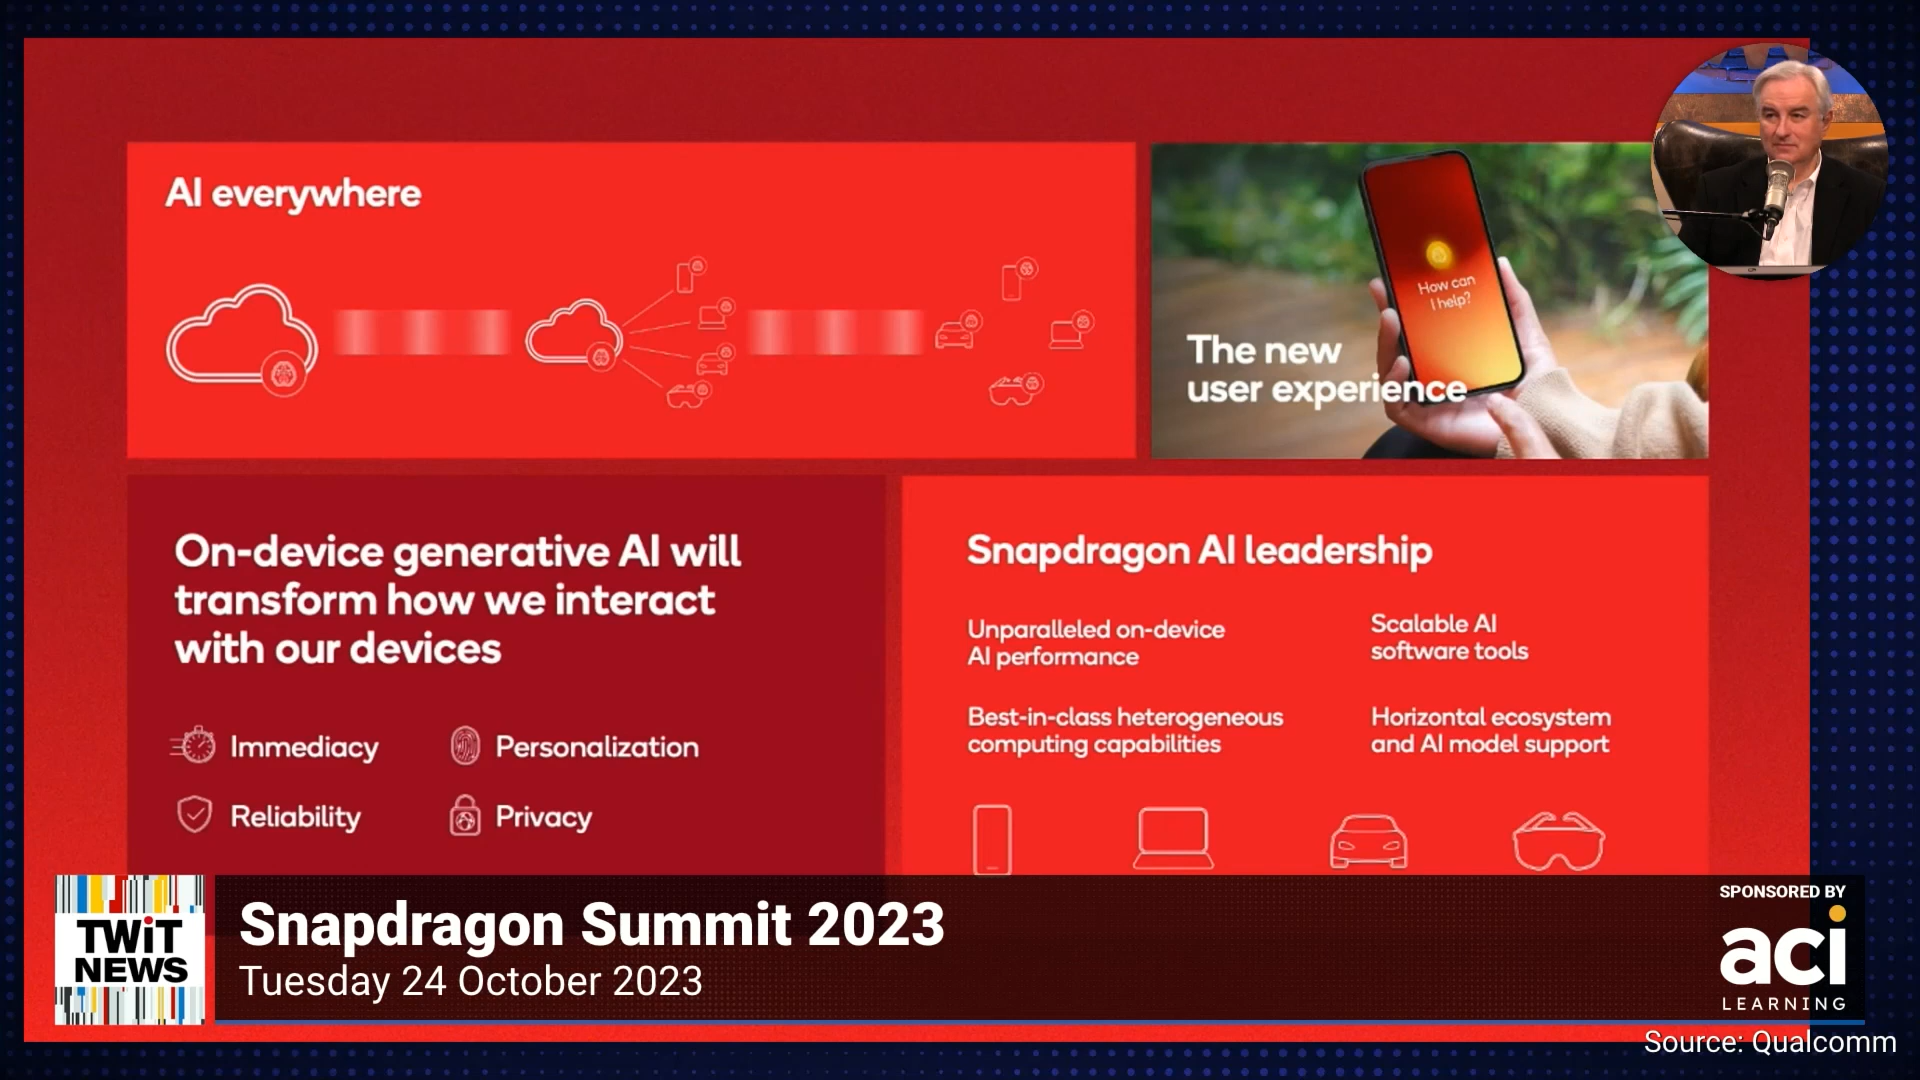 AI everywhere
How can
I help?
The new
user experience
On-device generative AI will
transform how we interact
with our devices
Immediacy
Personalization
Reliability
Privacy
Snapdragon AI leadership
Unparalleled on-device
AI performance
Scalable AI
software tools
Best-in-class heterogeneous
computing capabilities
Horizontal ecosystem
and AI model support
TWiT
NEWS
Snapdragon Summit 2023
Tuesday 24 October 2023
SPONSORED BY
aci
LEARNING
Source: Qualcomm